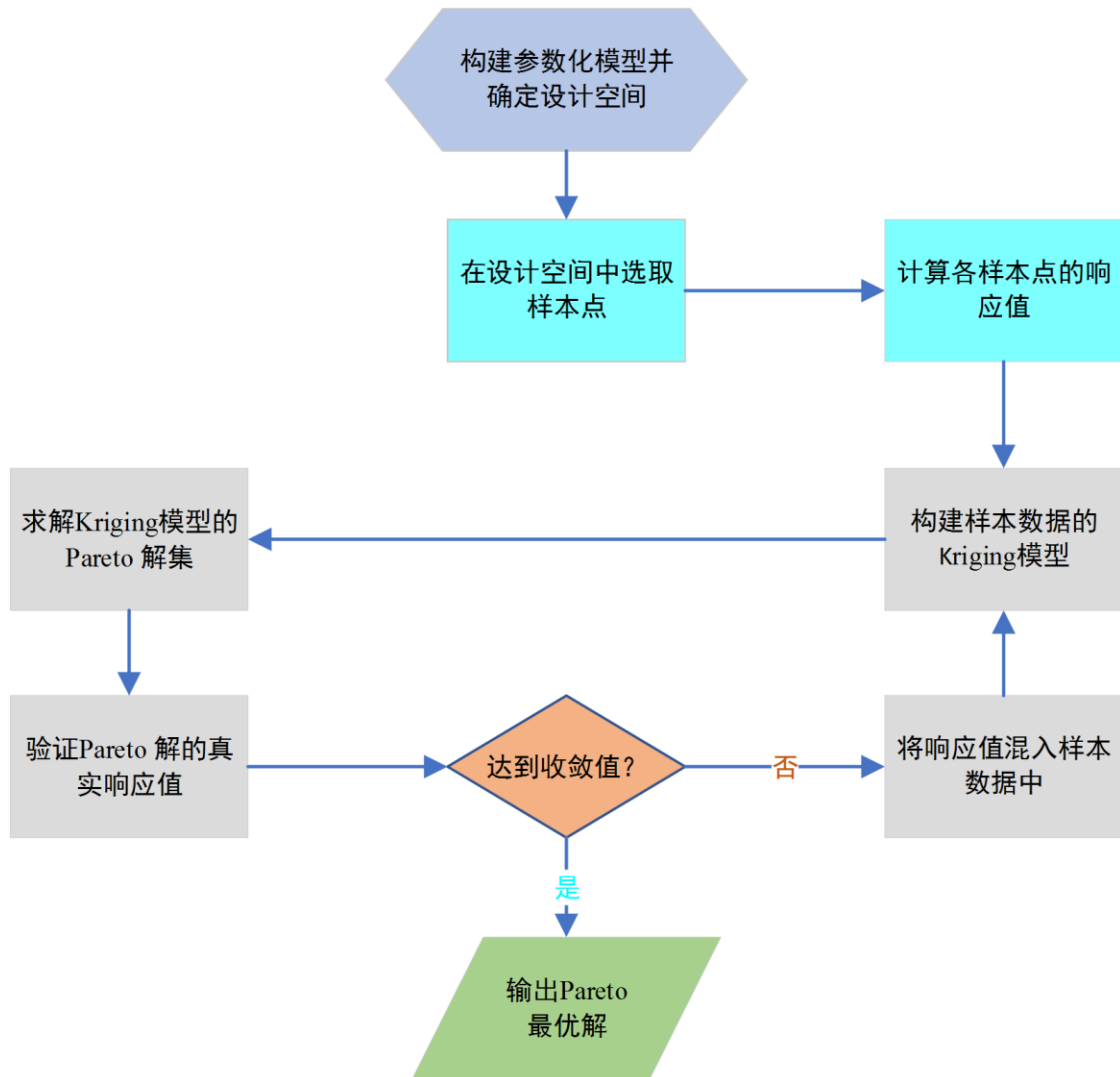 构建参数化模型并
确定设计空间
在设计空间中选取
样本点
计算各样本点的响
应值
求解Kriging模型的
Pareto 解集
构建样本数据的
Kriging模型
验证Pareto 解的真
实响应值
达到收敛值?
否
将响应值混入样本
数据中
是
输出Pareto
最优解